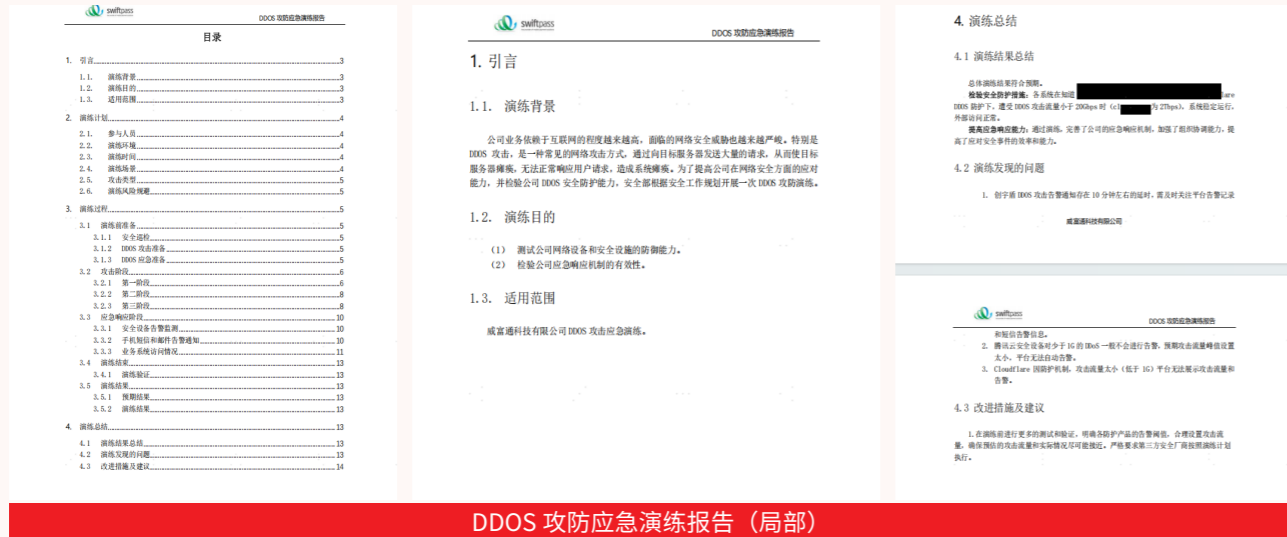 swiftpass
DDOS 攻防应急演练报告
目录
1. 引言 3
1.1. 演练背景 3
1.2. 演练目的 3
1.3. 适用范围 3
2. 演练计划 4
2.1. 参与人员 4
2.2. 演练环境 4
2.3. 演练时间 4
2.4. 演练场景 4
2.5. 攻击类型 5
2.6. 演练风险规避 5
3. 演练过程 5
3.1 演练前准备 5
3.1.1 安全巡检 5
3.1.2 DDOS 攻击准备 5
3.1.3 DDOS 应急准备 5
3.2 攻击阶段 6
3.2.1 第一阶段 6
3.2.2 第二阶段 8
3.2.3 第三阶段 8
3.3 应急响应阶段 10
3.3.1 安全设备告警监测 10
3.3.2 手机短信和邮件告警通知 10
3.3.3 业务系统访问情况 11
3.4 演练结束 13
3.4.1 演练验证 13
3.5 演练结果 13
3.5.1 预期结果 13
3.5.2 演练结果 13
4. 演练总结 13
4.1 演练结果总结 13
4.2 演练发现的问题 13
4.3 改进措施及建议 14
swiftpass
DDOS 攻防应急演练报告
1. 引言
1.1. 演练背景
公司业务依赖于互联网的程度越来越高，面临的网络安全威胁也越来越严峻。特别是
DDOS 攻击，是一种常见的网络攻击方式，通过向目标服务器发送大量的请求，从而使目标
服务器瘫痪，无法正常响应用户请求，造成系统瘫痪。为了提高公司在网络安全方面的应对
能力，并检验公司 DDOS 安全防护能力，安全部根据安全工作规划开展一次 DDOS 攻防演练。
1.2. 演练目的
（1） 测试公司网络设备和安全设施的防御能力。
（2） 检验公司应急响应机制的有效性。
1.3. 适用范围
威富通科技有限公司 DDOS 攻击应急演练。
4. 演练总结
4.1 演练结果总结
总体演练结果符合预期。
检验安全防护措施：各系统在知道 lare
DDOS 防护下，遭受 DDOS 攻击流量小于 20Gbps 时（cl 为 2Tbps），系统稳定运行，
外部访问正常。
提高应急响应能力：通过演练，完善了公司的应急响应机制，加强了组织协调能力，提
高了应对安全事件的效率和能力。
4.2 演练发现的问题
1. 创宇盾 DDOS 攻击告警通知存在 10 分钟左右的延时，需及时关注平台告警记录
威富通科技有限公司
swiftpass
DDOS 攻防应急演练报告
和短信告警信息。
2. 腾讯云安全设备对少于 1G 的 DDoS 一般不会进行告警，预期攻击流量峰值设置
太小，平台无法自动告警。
3. Cloudflare 因防护机制，攻击流量太小（低于 1G）平台无法展示攻击流量和
告警。
4.3 改进措施及建议
1.在演练前进行更多的测试和验证，明确各防护产品的告警阈值，合理设置攻击流
量，确保预估的攻击流量和实际情况尽可能接近。严格要求第三方安全厂商按照演练计划
执行。
DDOS 攻防应急演练报告（局部）